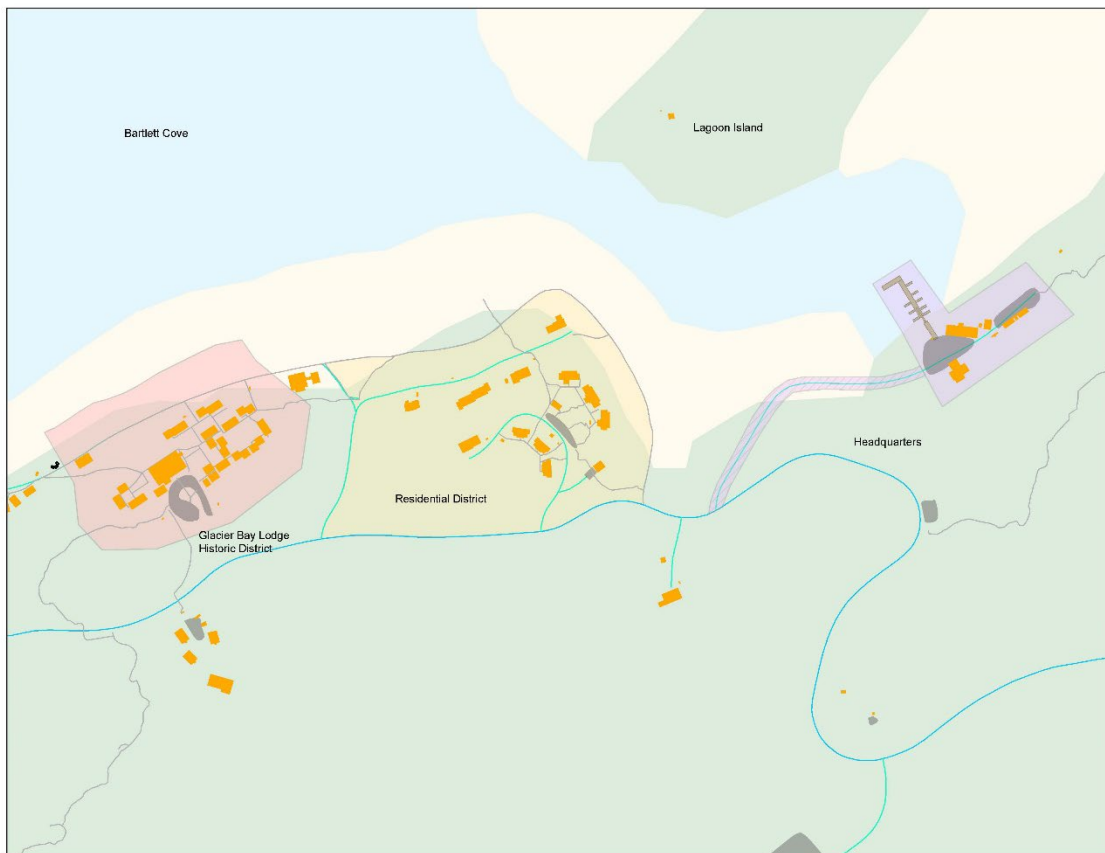 Bartlett Cove
Lagoon Island
Headquarters
Residential District
Glacier Bay Lodge
Historic District